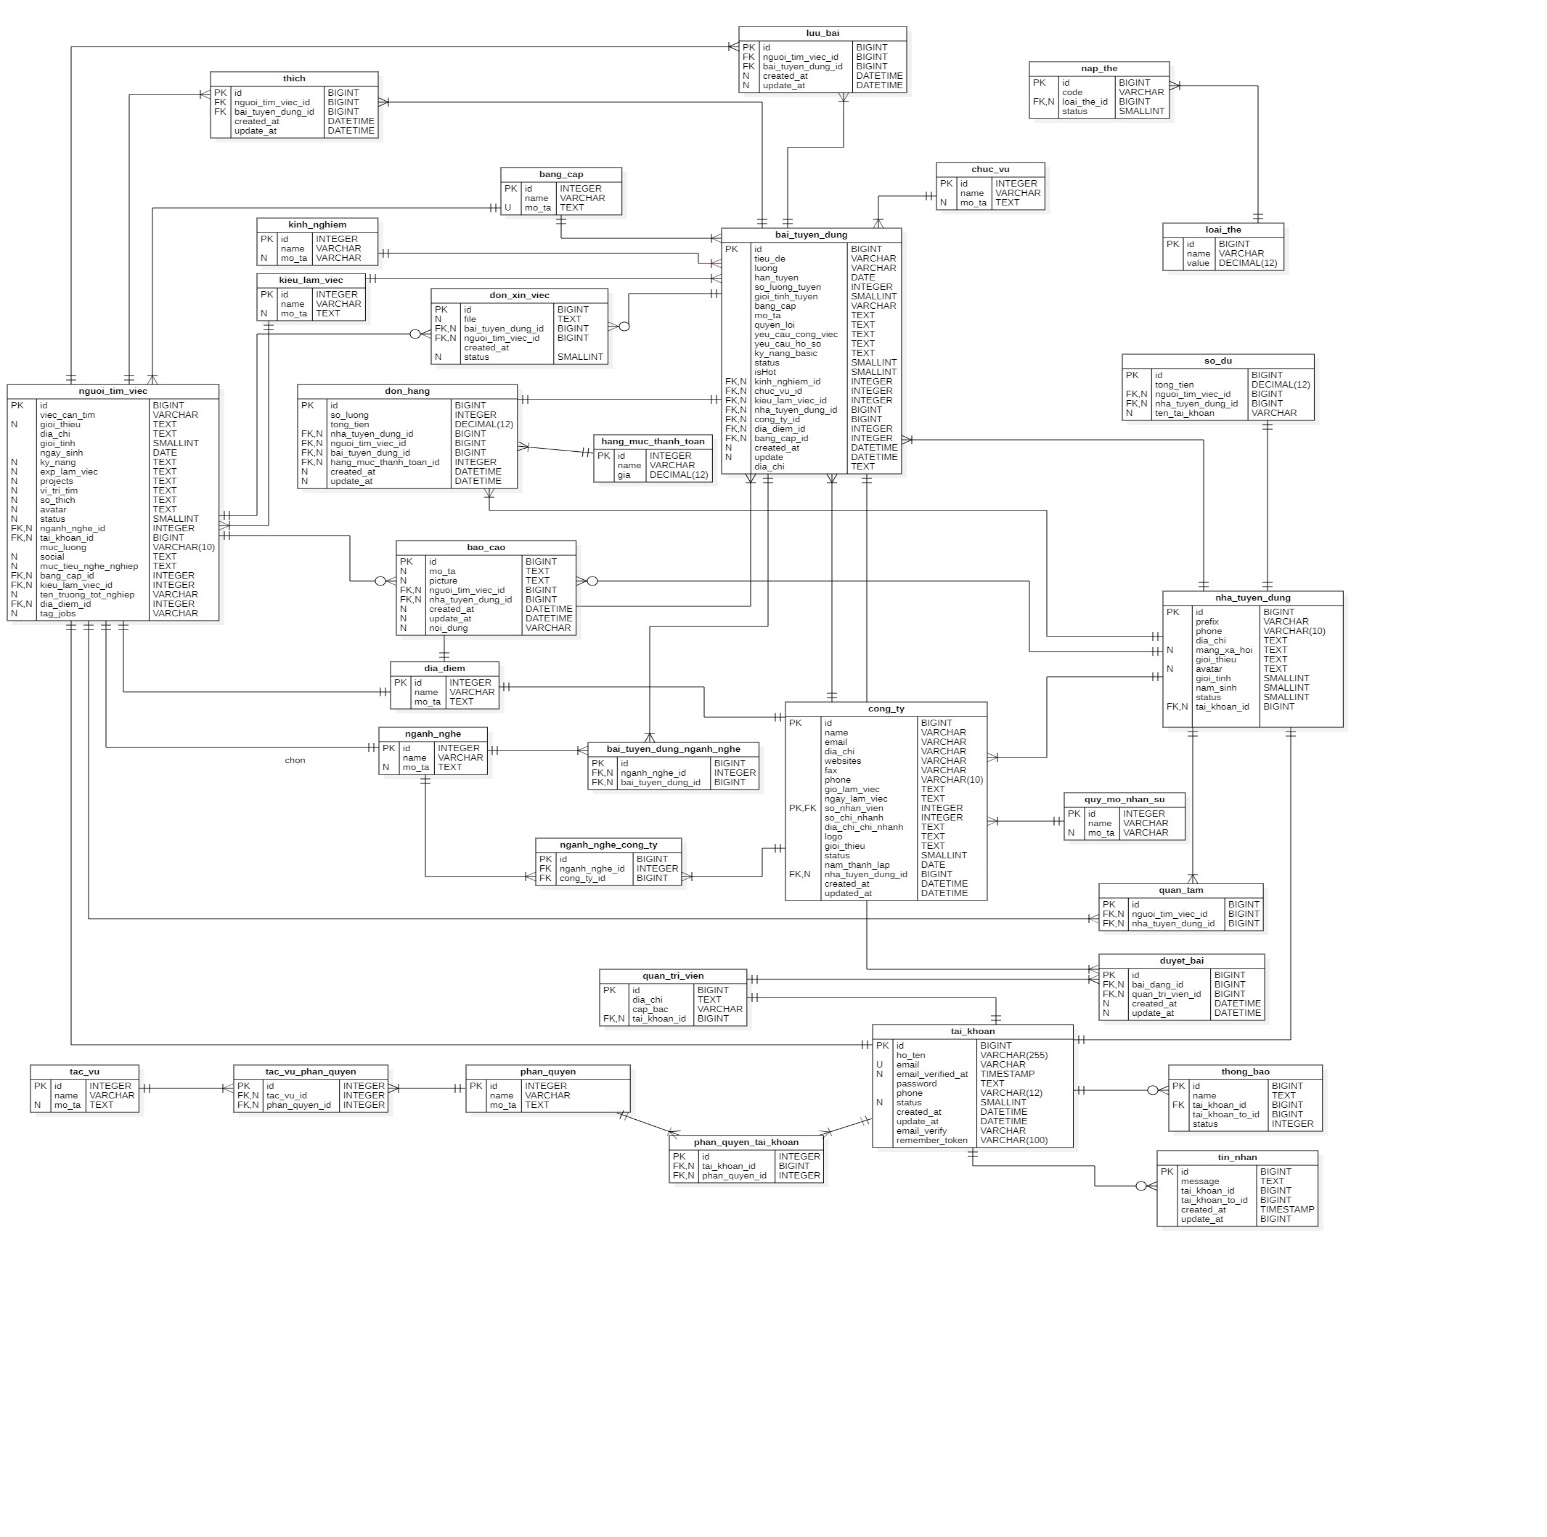 luu_bai
PK id BIGINT
FK nguoi_tim_viec_id BIGINT
FK bai_tuyen_dung_id BIGINT
N created_at DATETIME
N update_at DATETIME
nap_the
PK id BIGINT
code VARCHAR
FK,N loai_the_id BIGINT
status SMALLINT
thich
PK id BIGINT
FK nguoi_tim_viec_id BIGINT
FK bai_tuyen_dung_id BIGINT
created_at DATETIME
update_at DATETIME
bang_cap
PK id INTEGER
name VARCHAR
U mo_ta TEXT
chuc_vu
PK id INTEGER
name VARCHAR
N mo_ta TEXT
kinh_nghiem
PK id INTEGER
name VARCHAR
N mo_ta VARCHAR
loai_the
PK id BIGINT
name VARCHAR
value DECIMAL(12)
bai_tuyen_dung
PK id BIGINT
tieu_de VARCHAR
luong VARCHAR
han_tuyen DATE
so_luong_tuyen INTEGER
gioi_tinh_tuyen SMALLINT
bang_cap VARCHAR
mo_ta TEXT
quyen_loi TEXT
yeu_cau_cong_viec TEXT
yeu_cau_ho_so TEXT
ky_nang_basic TEXT
status SMALLINT
isHot SMALLINT
FK,N kinh_nghiem_id INTEGER
FK,N chuc_vu_id INTEGER
FK,N kieu_lam_viec_id INTEGER
FK,N nha_tuyen_dung_id BIGINT
FK,N cong_ty_id BIGINT
FK,N dia_diem_id INTEGER
FK,N bang_cap_id INTEGER
N created_at DATETIME
N update DATETIME
dia_chi TEXT
kieu_lam_viec
PK id INTEGER
name VARCHAR
N mo_ta TEXT
don_xin_viec
PK id BIGINT
N file TEXT
FK,N bai_tuyen_dung_id BIGINT
FK,N nguoi_tim_viec_id BIGINT
created_at
N status SMALLINT
so_du
PK id BIGINT
tong_tien DECIMAL(12)
FK,N nguoi_tim_viec_id BIGINT
FK,N nha_tuyen_dung_id BIGINT
N ten_tai_khoan VARCHAR
nguoi_tim_viec
PK id BIGINT
viec_can_tim VARCHAR
N gioi_thieu TEXT
dia_chi TEXT
gioi_tinh SMALLINT
ngay_sinh DATE
N ky_nang TEXT
N exp_lam_viec TEXT
N projects TEXT
N vi_tri_tim TEXT
N so_thich TEXT
N avatar TEXT
N status SMALLINT
FK,N nganh_nghe_id INTEGER
FK,N tai_khoan_id BIGINT
muc_luong VARCHAR(10)
N social TEXT
N muc_tieu_nghe_nghiep TEXT
FK,N bang_cap_id INTEGER
FK,N kieu_lam_viec_id INTEGER
N ten_truong_tot_nghiep VARCHAR
FK,N dia_diem_id INTEGER
N tag_jobs VARCHAR
don_hang
PK id BIGINT
so_luong INTEGER
tong_tien DECIMAL(12)
FK,N nha_tuyen_dung_id BIGINT
FK,N nguoi_tim_viec_id BIGINT
FK,N bai_tuyen_dung_id BIGINT
FK,N hang_muc_thanh_toan_id INTEGER
N created_at DATETIME
N update_at DATETIME
hang_muc_thanh_toan
PK id INTEGER
name VARCHAR
gia DECIMAL(12)
bao_cao
PK id BIGINT
N mo_ta TEXT
N picture TEXT
FK,N nguoi_tim_viec_id BIGINT
FK,N nha_tuyen_dung_id BIGINT
N created_at DATETIME
N update_at DATETIME
N noi_dung VARCHAR
nha_tuyen_dung
PK id BIGINT
prefix VARCHAR
phone VARCHAR(10)
dia_chi TEXT
N mang_xa_hoi TEXT
gioi_thieu TEXT
N avatar TEXT
gioi_tinh SMALLINT
nam_sinh SMALLINT
status SMALLINT
FK,N tai_khoan_id BIGINT
dia_diem
PK id INTEGER
name VARCHAR
mo_ta TEXT
cong_ty
PK id BIGINT
name VARCHAR
email VARCHAR
dia_chi VARCHAR
websites VARCHAR
fax VARCHAR
phone VARCHAR(10)
gio_lam_viec TEXT
ngay_lam_viec TEXT
PK,FK so_nhan_vien INTEGER
so_chi_nhanh INTEGER
dia_chi_chi_nhanh TEXT
logo TEXT
gioi_thieu TEXT
status SMALLINT
nam_thanh_lap DATE
FK,N nha_tuyen_dung_id BIGINT
created_at DATETIME
updated_at DATETIME
nganh_nghe
PK id INTEGER
name VARCHAR
N mo_ta TEXT
chon
bai_tuyen_dung_nganh_nghe
PK id BIGINT
FK,N nganh_nghe_id INTEGER
FK,N bai_tuyen_dung_id BIGINT
quy_mo_nhan_su
PK id INTEGER
name VARCHAR
N mo_ta VARCHAR
nganh_nghe_cong_ty
PK id BIGINT
FK nganh_nghe_id INTEGER
FK cong_ty_id BIGINT
quan_tam
PK id BIGINT
FK,N nguoi_tim_viec_id BIGINT
FK,N nha_tuyen_dung_id BIGINT
duyet_bai
PK id BIGINT
FK,N bai_dang_id BIGINT
FK,N quan_tri_vien_id BIGINT
N created_at DATETIME
N update_at DATETIME
quan_tri_vien
PK id BIGINT
dia_chi TEXT
cap_bac VARCHAR
FK,N tai_khoan_id BIGINT
tai_khoan
PK id BIGINT
ho_ten VARCHAR(255)
U email VARCHAR
N email_verified_at TIMESTAMP
password TEXT
phone VARCHAR(12)
N status SMALLINT
created_at DATETIME
update_at DATETIME
email_verify VARCHAR
remember_token VARCHAR(100)
tac_vu
PK id INTEGER
name VARCHAR
N mo_ta TEXT
tac_vu_phan_quyen
PK id INTEGER
FK,N tac_vu_id INTEGER
FK,N phan_quyen_id INTEGER
phan_quyen
PK id INTEGER
name VARCHAR
mo_ta TEXT
thong_bao
PK id BIGINT
name TEXT
FK tai_khoan_id BIGINT
tai_khoan_to_id BIGINT
status INTEGER
phan_quyen_tai_khoan
PK id INTEGER
FK,N tai_khoan_id BIGINT
FK,N phan_quyen_id INTEGER
tin_nhan
PK id BIGINT
message TEXT
tai_khoan_id BIGINT
tai_khoan_to_id BIGINT
created_at TIMESTAMP
update_at BIGINT